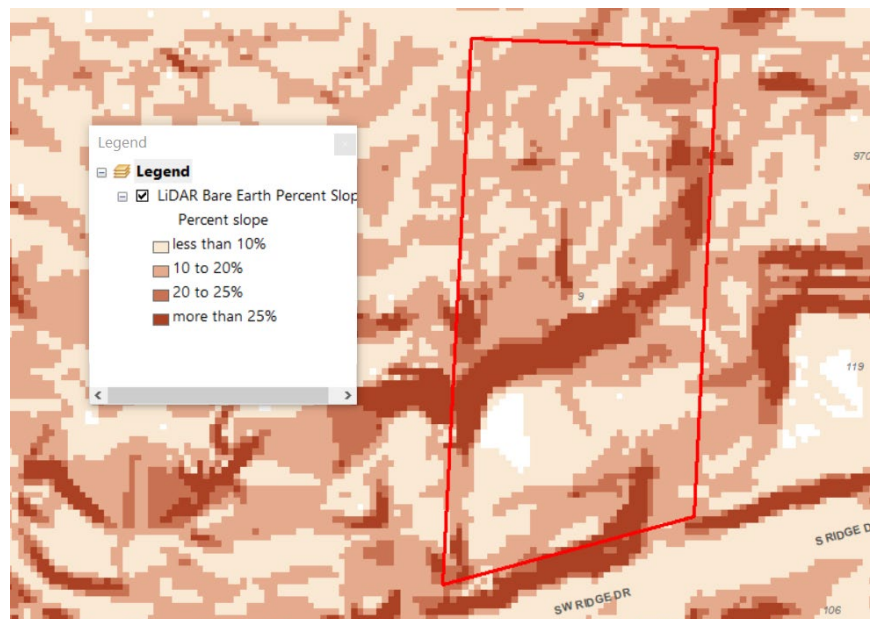 Legend
Legend
LiDAR Bare Earth Percent Slop
Percent slope
less than 10%
10 to 20%
20 to 25%
more than 25%
970
9
119
S RIDGE D
SW RIDGE DR
106